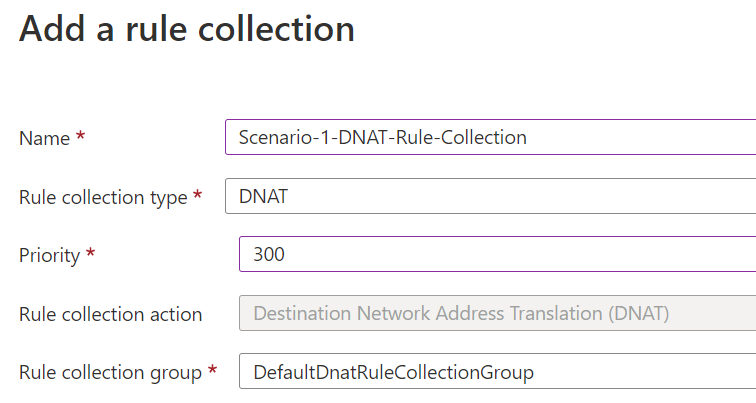 Add a rule collection
Name * Scenario-1-DNAT-Rule-Collection
Rule collection type * DNAT
Priority * 300
Rule collection action Destination Network Address Translation (DNAT)
Rule collection group * DefaultDnatRuleCollectionGroup